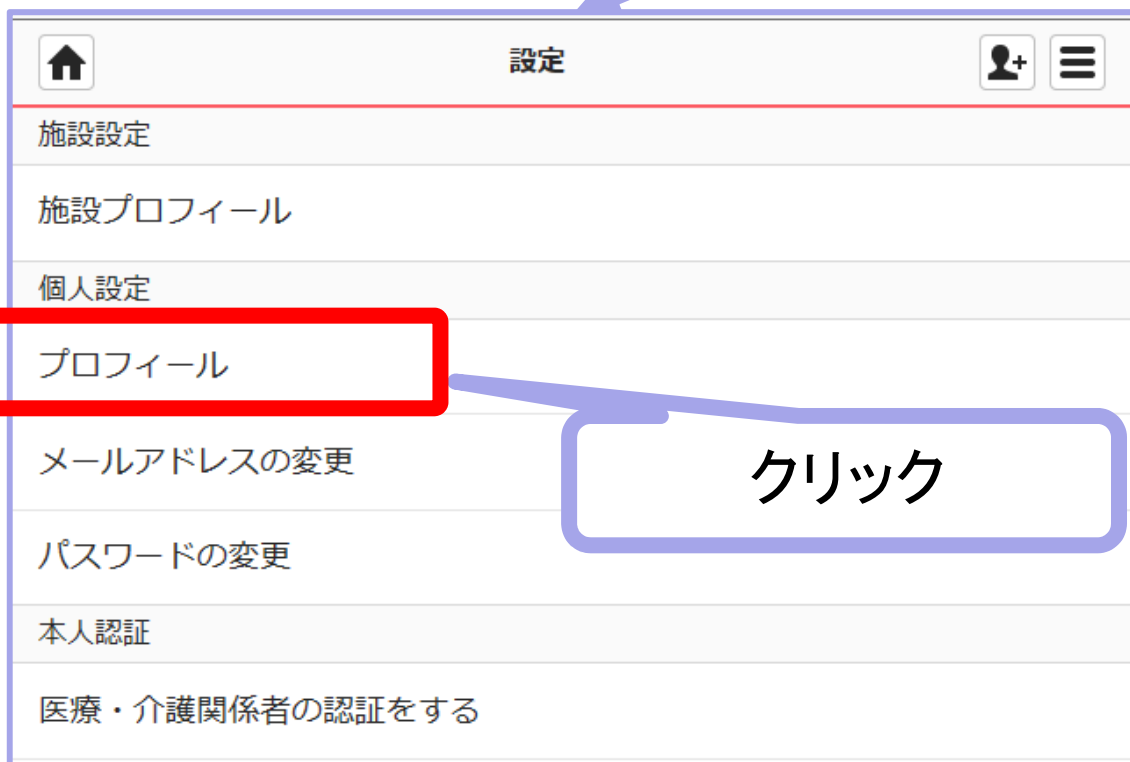 設定
施設設定
施設プロフィール
個人設定
プロフィール
メールアドレスの変更
クリック
パスワードの変更
本人認証
医療・介護関係者の認証をする